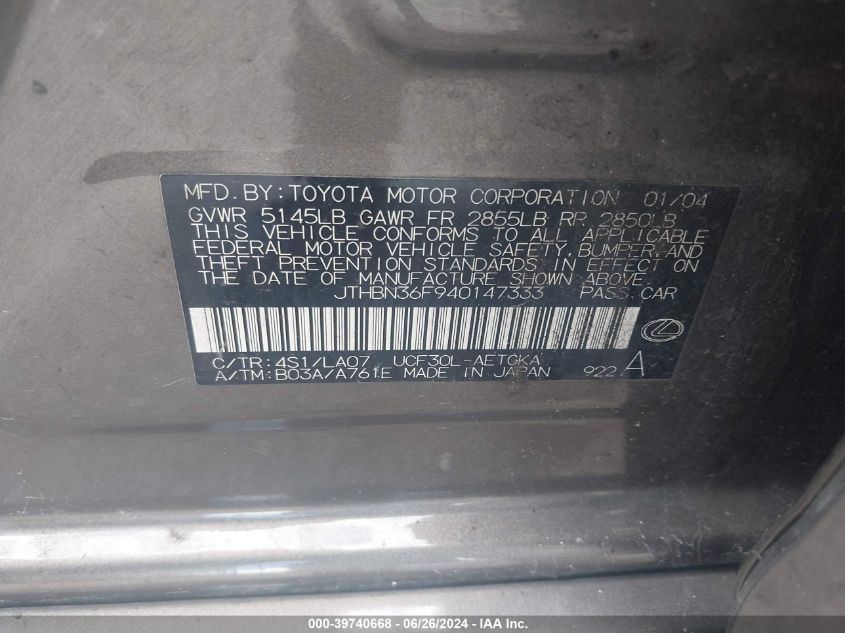 MFD. BY: TOYOTA MOTOR CORPORATION 01/04
GVWR 5145LB GAWR FR 2855LB RR 2850LB
THIS VEHICLE CONFORMS TO ALL APPLICABLE
FEDERAL MOTOR VEHICLE SAFETY, BUMPER, AND
THEFT PREVENTION STANDARDS IN EFFECT ON
THE DATE OF MANUFACTURE SHOWN ABOVE.
JTHBN36F940147333 PASS. CAR
C/TR: 4S1/LA07 UCF30L-AETGKA
A/TM: B03A/A761E MADE IN JAPAN 922 A
000-39740668 / 06/26/2024 - IAA Inc.